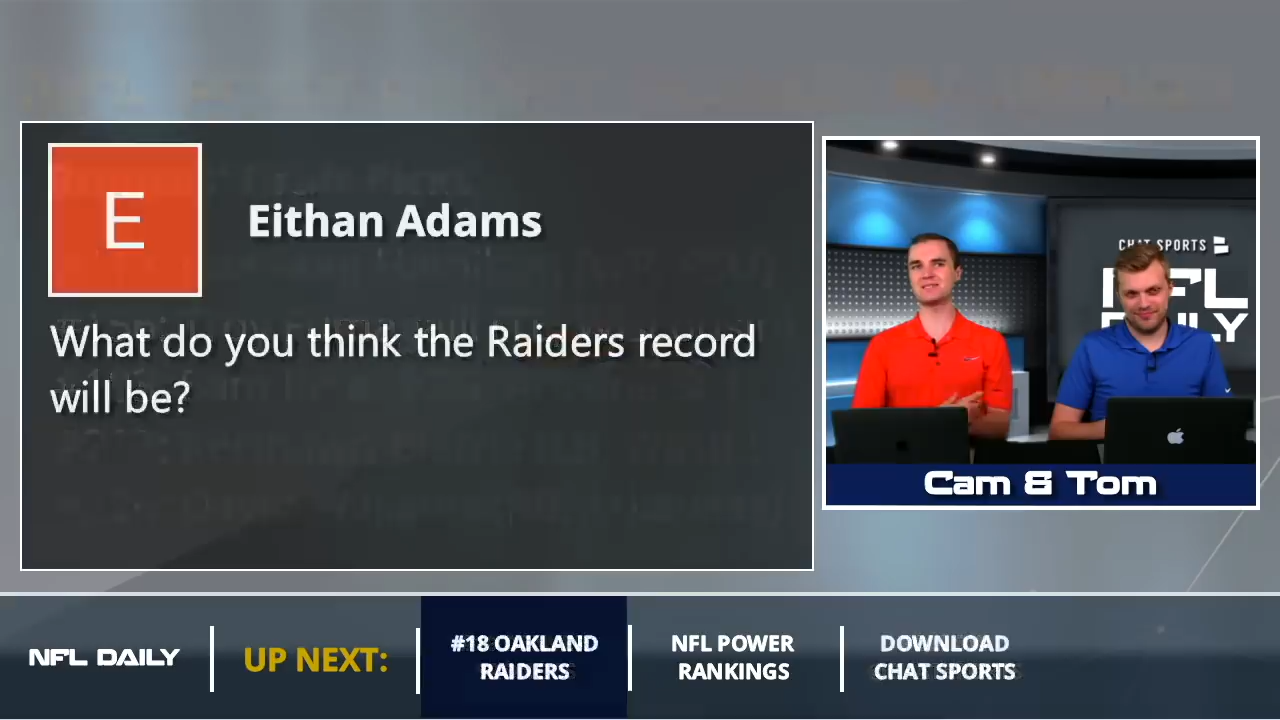 E
Eithan Adams
What do you think the Raiders record
will be?
CHAT SPORTS
NFL
DAILY
Cam & Tom
NFL DAILY
UP NEXT:
#18 OAKLAND
RAIDERS
NFL POWER
RANKINGS
DOWNLOAD
CHAT SPORTS